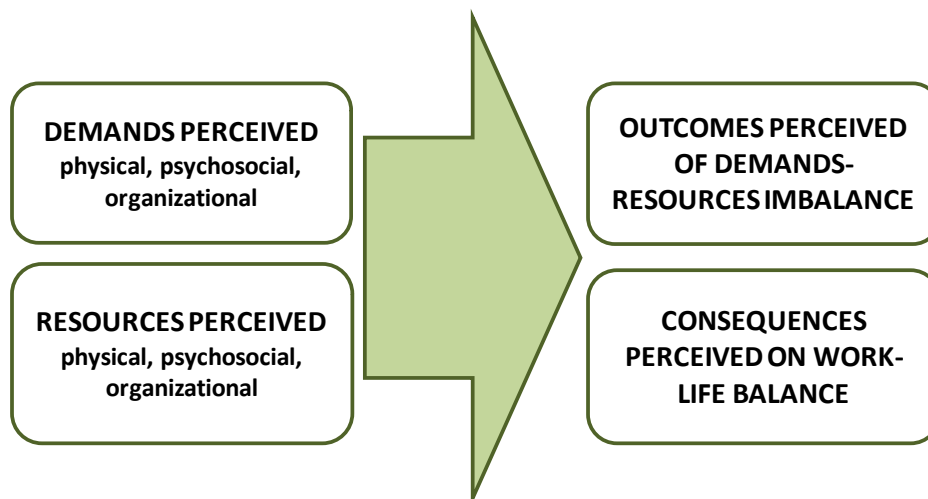 DEMANDS PERCEIVED
physical, psychosocial,
organizational
RESOURCES PERCEIVED
physical, psychosocial,
organizational
OUTCOMES PERCEIVED
OF DEMANDS-
RESOURCES IMBALANCE
CONSEQUENCES
PERCEIVED ON WORK-
LIFE BALANCE